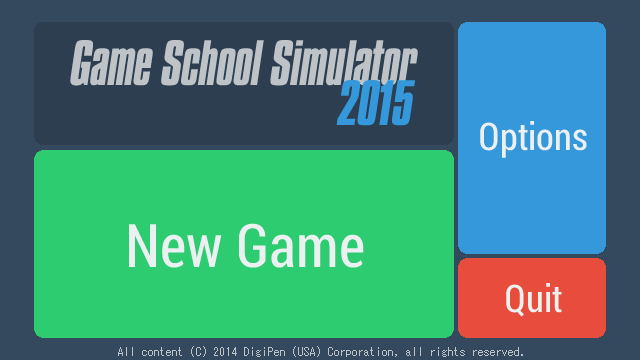 Game School Simulator
2015
Options
New Game
Quit
All content (C) 2014 DigiPen (USA) Corporation, all rights reserved.